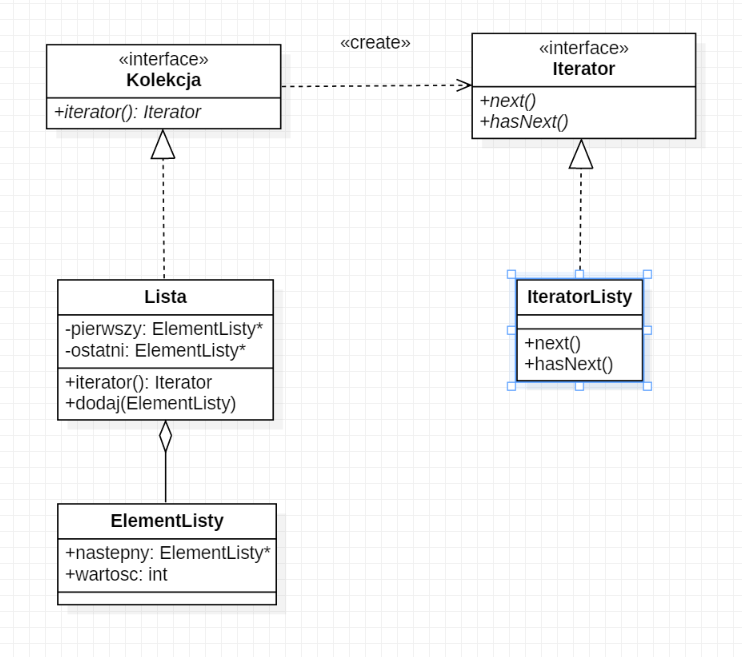 «interface»
Kolekcja
+iterator(): Iterator
«create»
«interface»
Iterator
+next()
+hasNext()
Lista
-pierwszy: ElementListy*
-ostatni: ElementListy*
+iterator(): Iterator
+dodaj(ElementListy)
IteratorListy
+next()
+hasNext()
ElementListy
+nastepny: ElementListy*
+wartosc: int